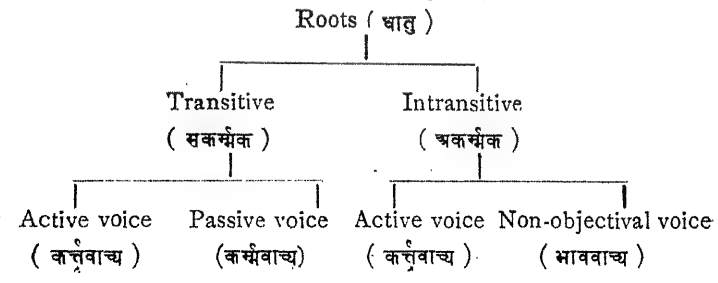 Roots ( धातु )
Transitive Intransitive
( सकर्म्मक ) ( अकर्म्मक )
Active voice Passive voice Active voice Non-objectival voice
( कर्त्तृवाच्य ) (कर्म्मवाच्य) ( कर्त्तृवाच्य ) ( भाववाच्य )